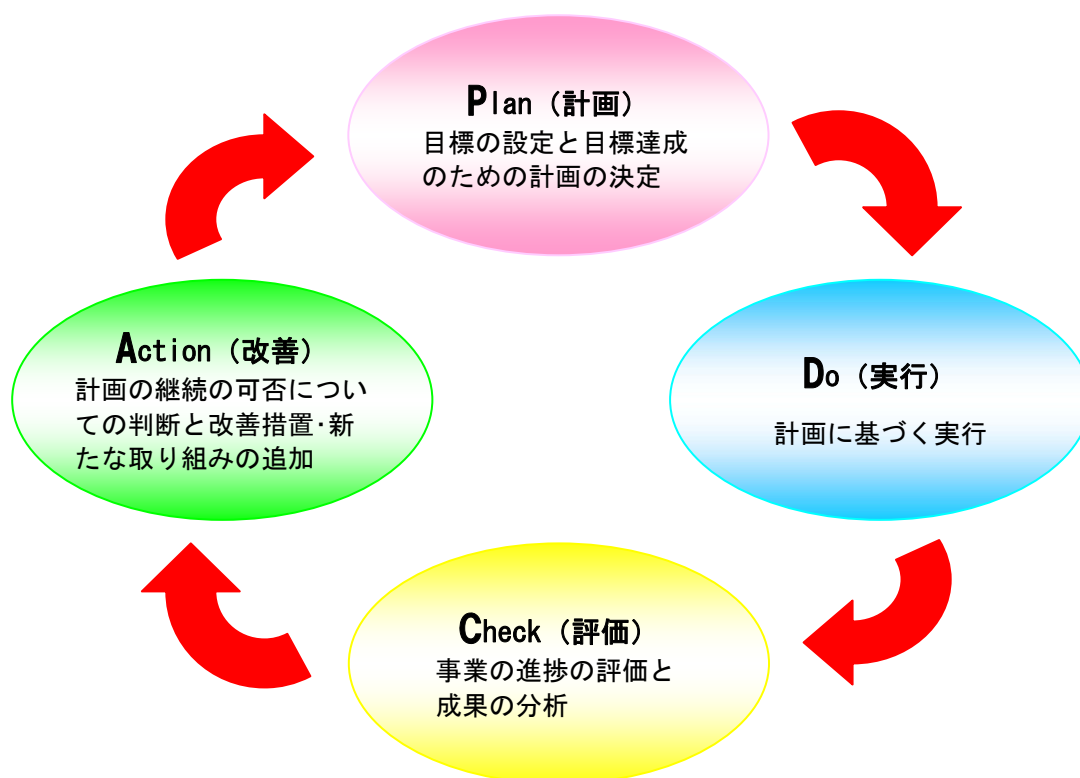 Plan（計画）
目標の設定と目標達成
のための計画の決定
Do（実行）
計画に基づく実行
Check（評価）
事業の進捗の評価と
成果の分析
Action（改善）
計画の継続の可否につい
ての判断と改善措置･新
たな取り組みの追加